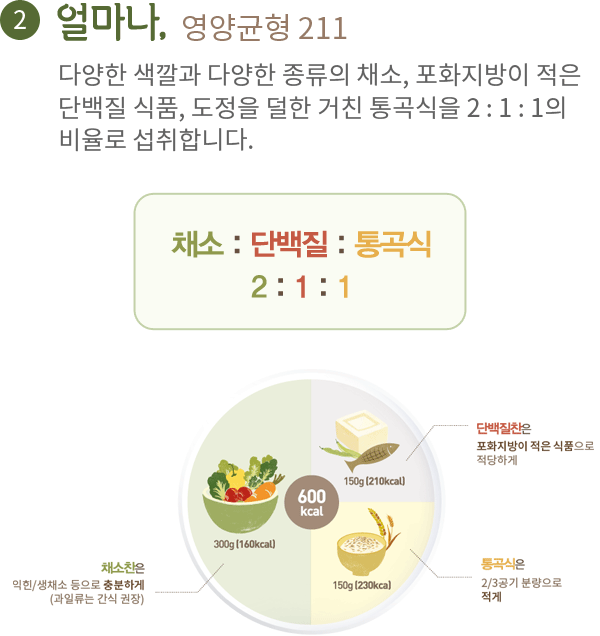 2 얼마나, 영양균형 211
다양한 색깔과 다양한 종류의 채소, 포화지방이 적은
단백질 식품, 도정을 덜한 거친 통곡식을 2 : 1 : 1의
비율로 섭취합니다.
채소 : 단백질 : 통곡식
2 : 1 : 1
단백질찬은
포화지방이 적은 식품으로
적당하게
150g (210kcal)
600
kcal
300g (160kcal)
150g (230kca)
채소찬은
익힌/생채소 등으로 충분하게
(과일류는 간식 권장)
통곡식은
2/3공기 분량으로
적게